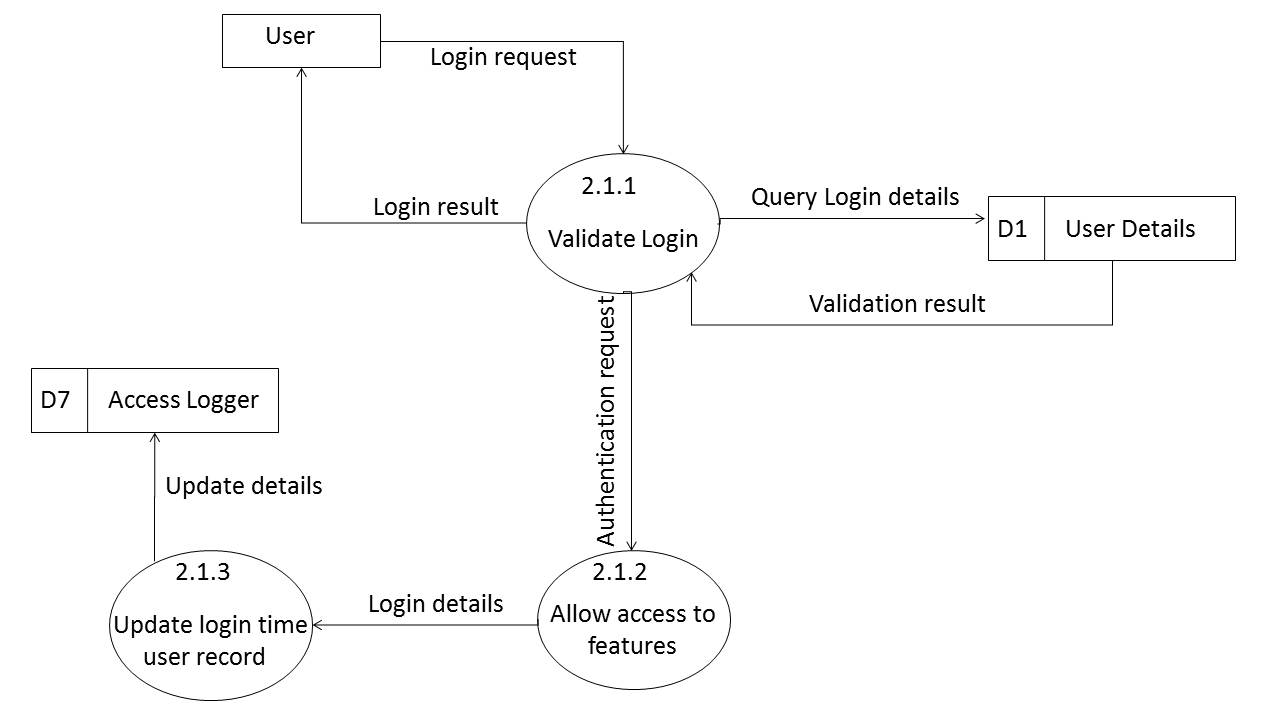 User
Login request
2.1.1
Validate Login
Login result
Query Login details
D1
User Details
Validation result
Authentication request
D7
Access Logger
Update details
2.1.3
Update login time
user record
Login details
2.1.2
Allow access to
features